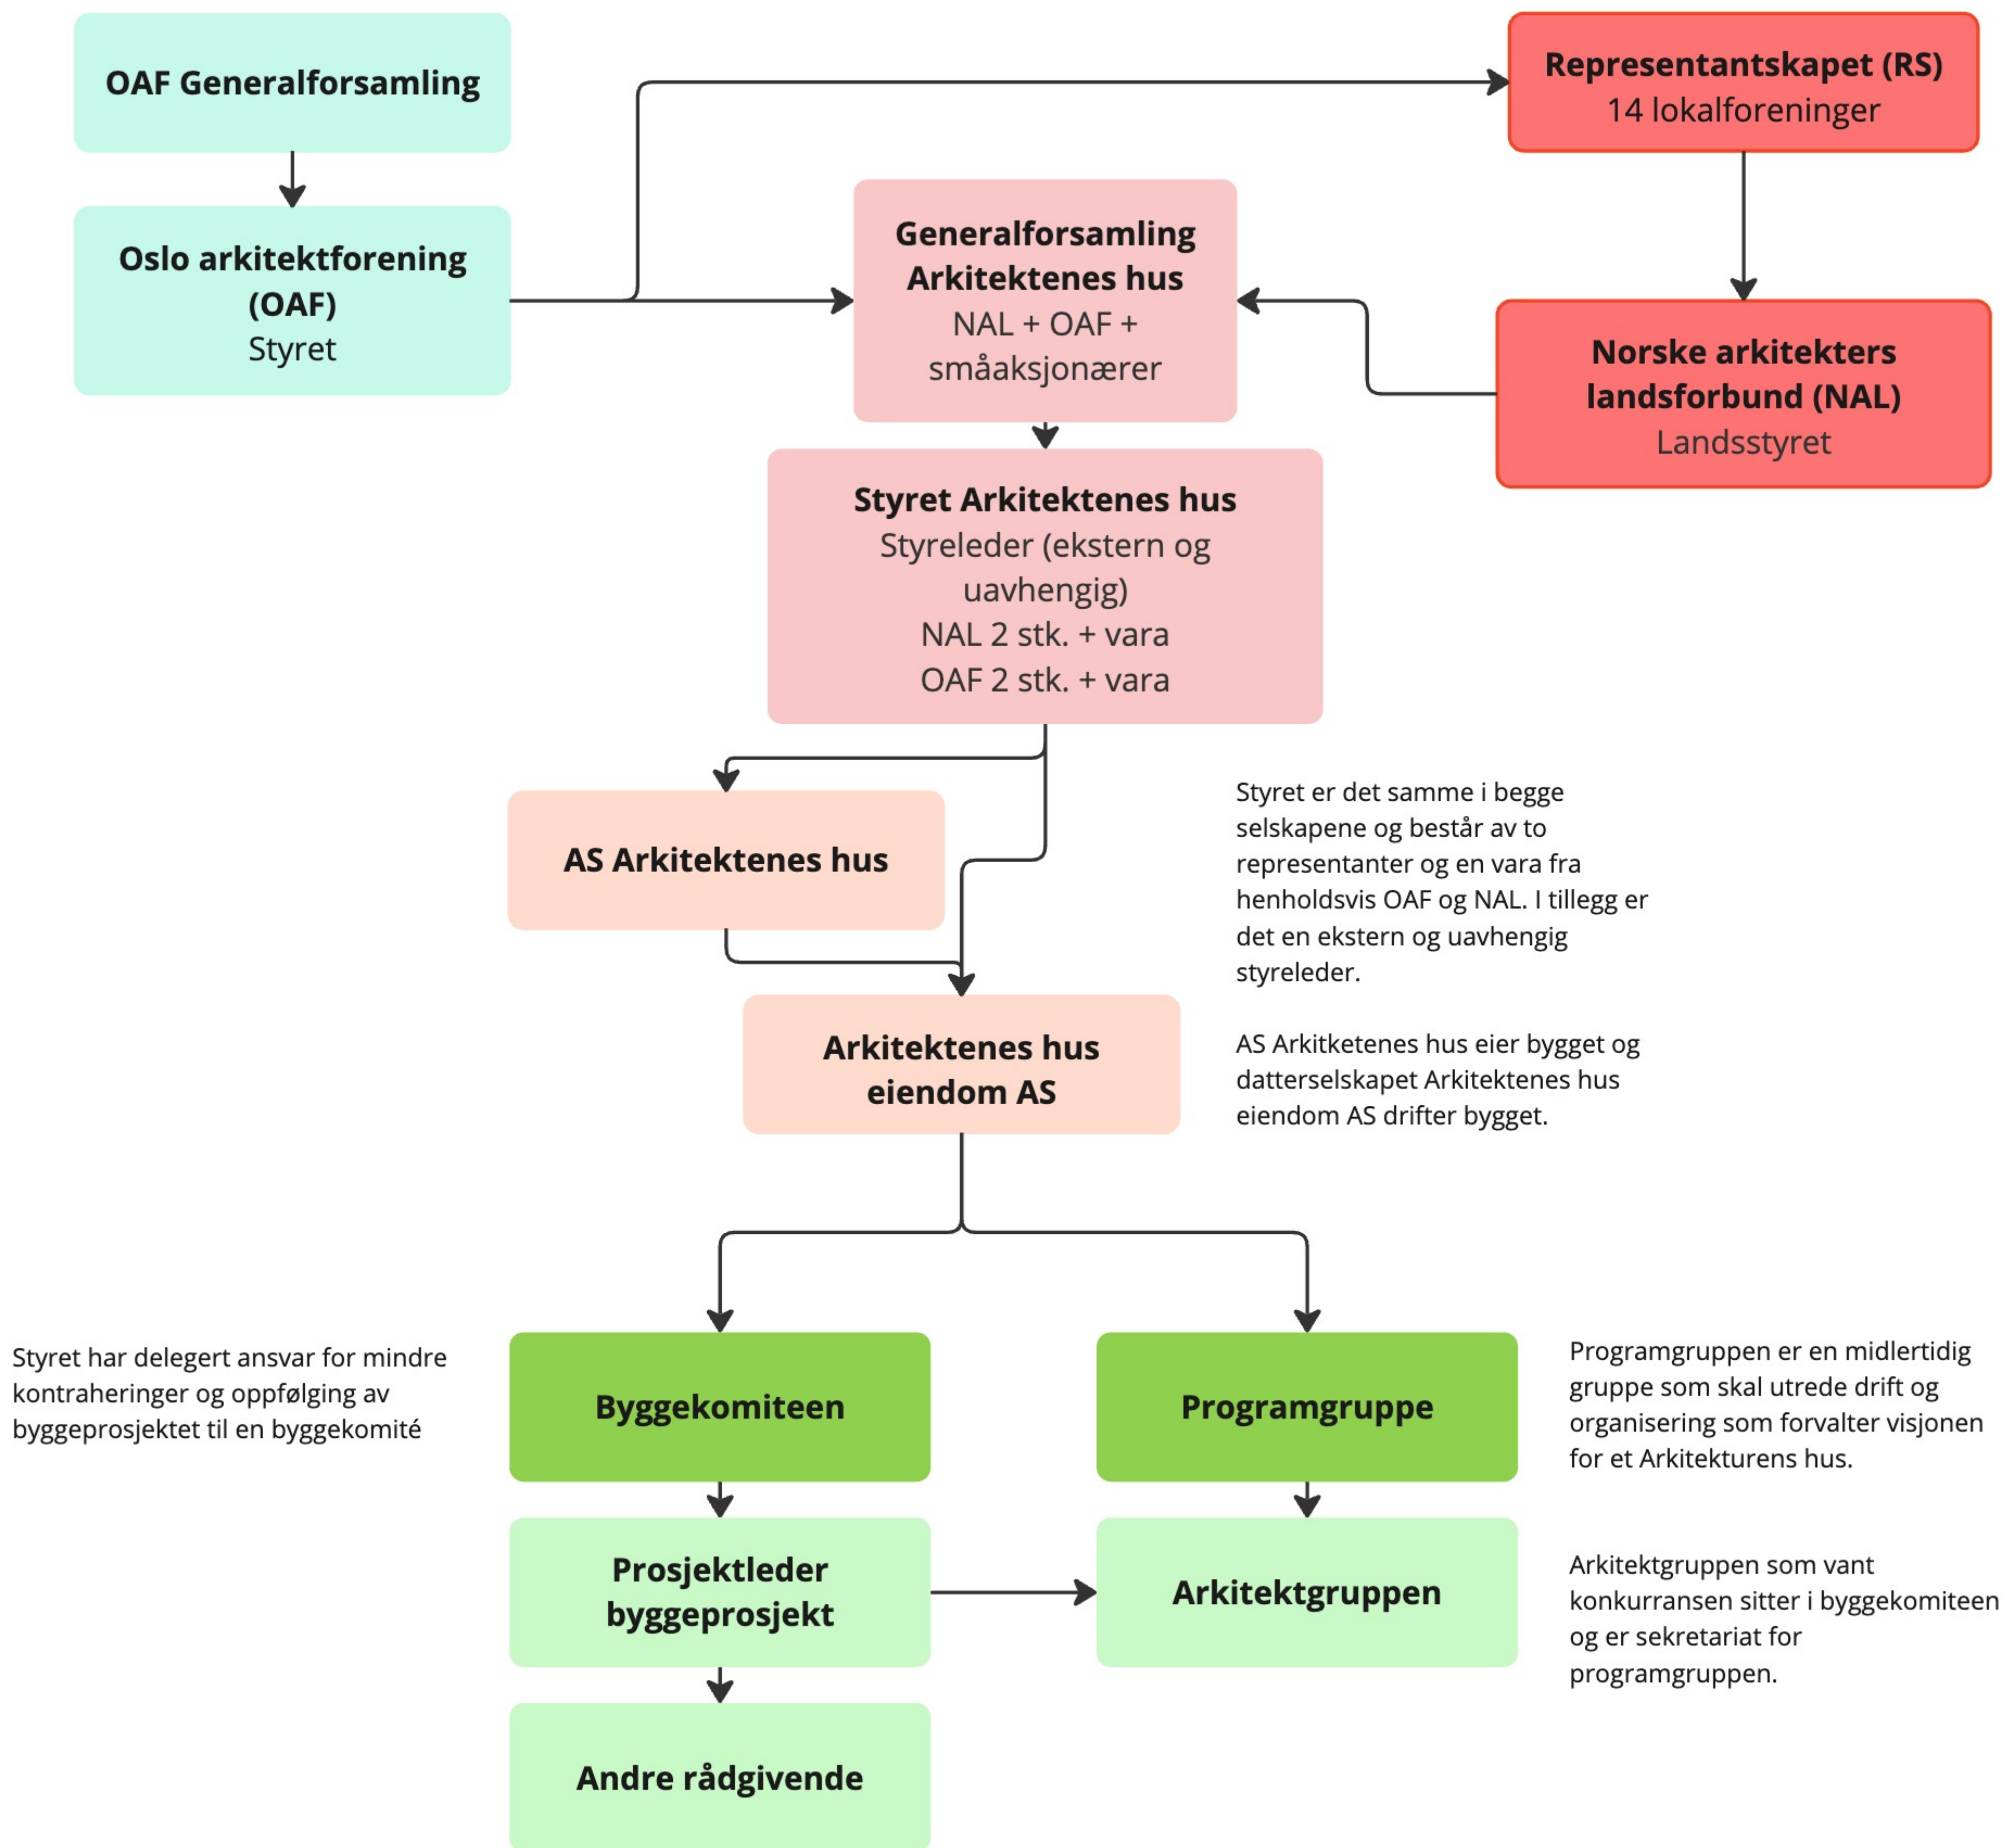 OAF Generalforsamling
Representantskapet (RS)
14 lokalforeninger
Oslo arkitektforening
(OAF)
Styret
Generalforsamling
Arkitektenes hus
NAL + OAF +
småaksjonærer
Norske arkitekters
landsforbund (NAL)
Landsstyret
Styret Arkitektenes hus
Styreleder (ekstern og
uavhengig)
NAL 2 stk. + vara
OAF 2 stk. + vara
AS Arkitektenes hus
Styret er det samme i begge
selskapene og består av to
representanter og en vara fra
henholdsvis OAF og NAL. I tillegg er
det en ekstern og uavhengig
styreleder.
Arkitektenes hus
eiendom AS
AS Arkitketenes hus eier bygget og
datterselskapet Arkitektenes hus
eiendom AS drifter bygget.
Styret har delegert ansvar for mindre
kontraheringer og oppfølging av
byggeprosjektet til en byggekomité
Byggekomiteen
Programgruppe
Programgruppen er en midlertidig
gruppe som skal utrede drift og
organisering som forvalter visjonen
for et Arkitekturens hus.
Prosjektleder
byggeprosjekt
Arkitektgruppen
Arkitektgruppen som vant
konkurransen sitter i byggekomiteen
og er sekretariat for
programgruppen.
Andre rådgivende